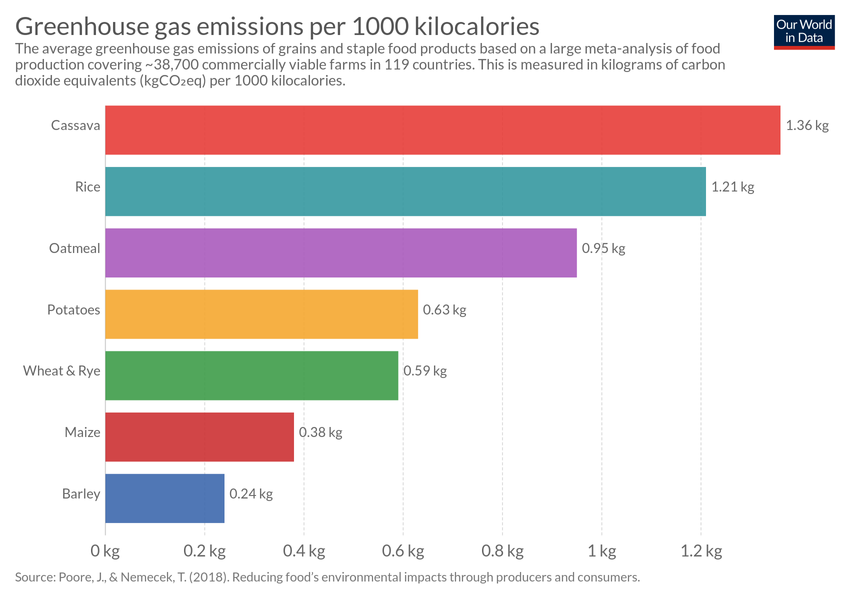 Greenhouse gas emissions per 1000 kilocalories
Our World
in Data
The average greenhouse gas emissions of grains and staple food products based on a large meta-analysis of food
production covering ~38,700 commercially viable farms in 119 countries. This is measured in kilograms of carbon
dioxide equivalents (kgCO₂eq) per 1000 kilocalories.
Cassava 1.36 kg
Rice 1.21 kg
Oatmeal 0.95 kg
Potatoes 0.63 kg
Wheat & Rye 0.59 kg
Maize 0.38 kg
Barley 0.24 kg
0 kg 0.2 kg 0.4 kg 0.6 kg 0.8 kg 1 kg 1.2 kg
Source: Poore, J., & Nemecek, T. (2018). Reducing food's environmental impacts through producers and consumers.